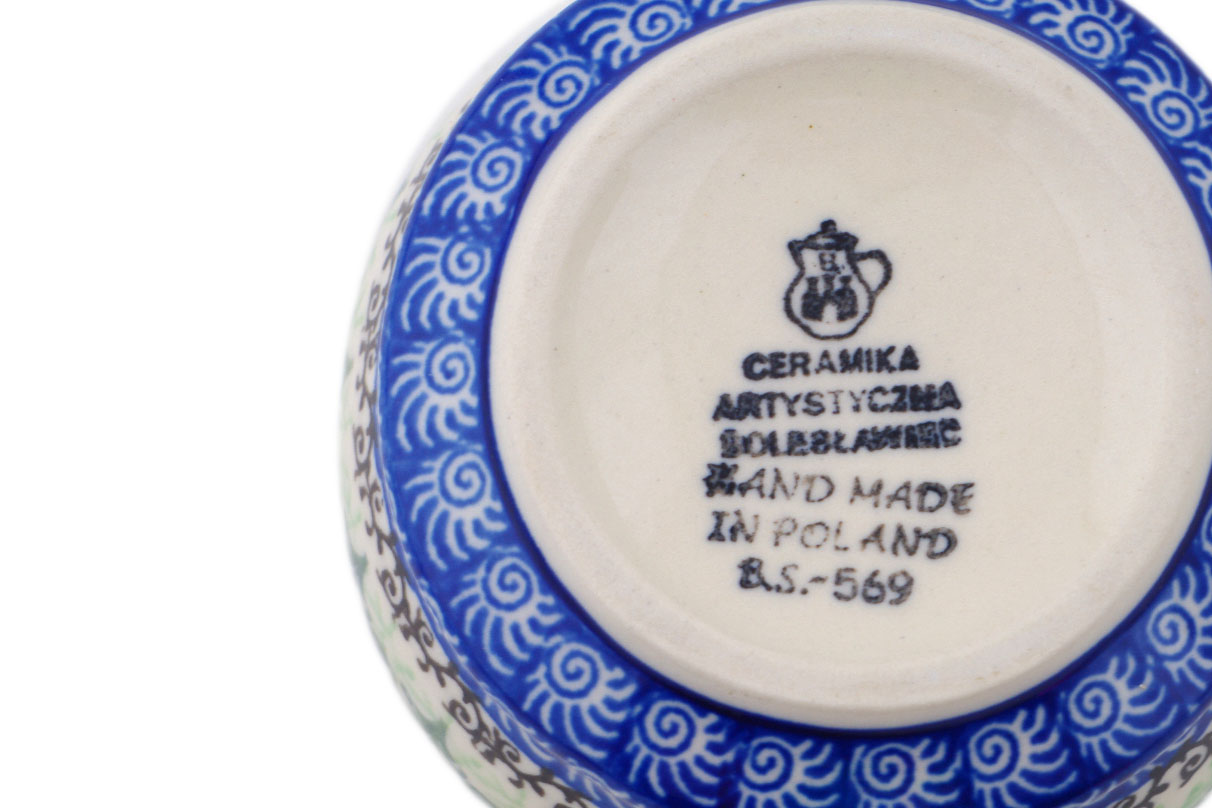 B.
CERAMIKA
ARTYSTYCZNA
BOLESŁAWIEC
HAND MADE
IN POLAND
B.S.-569